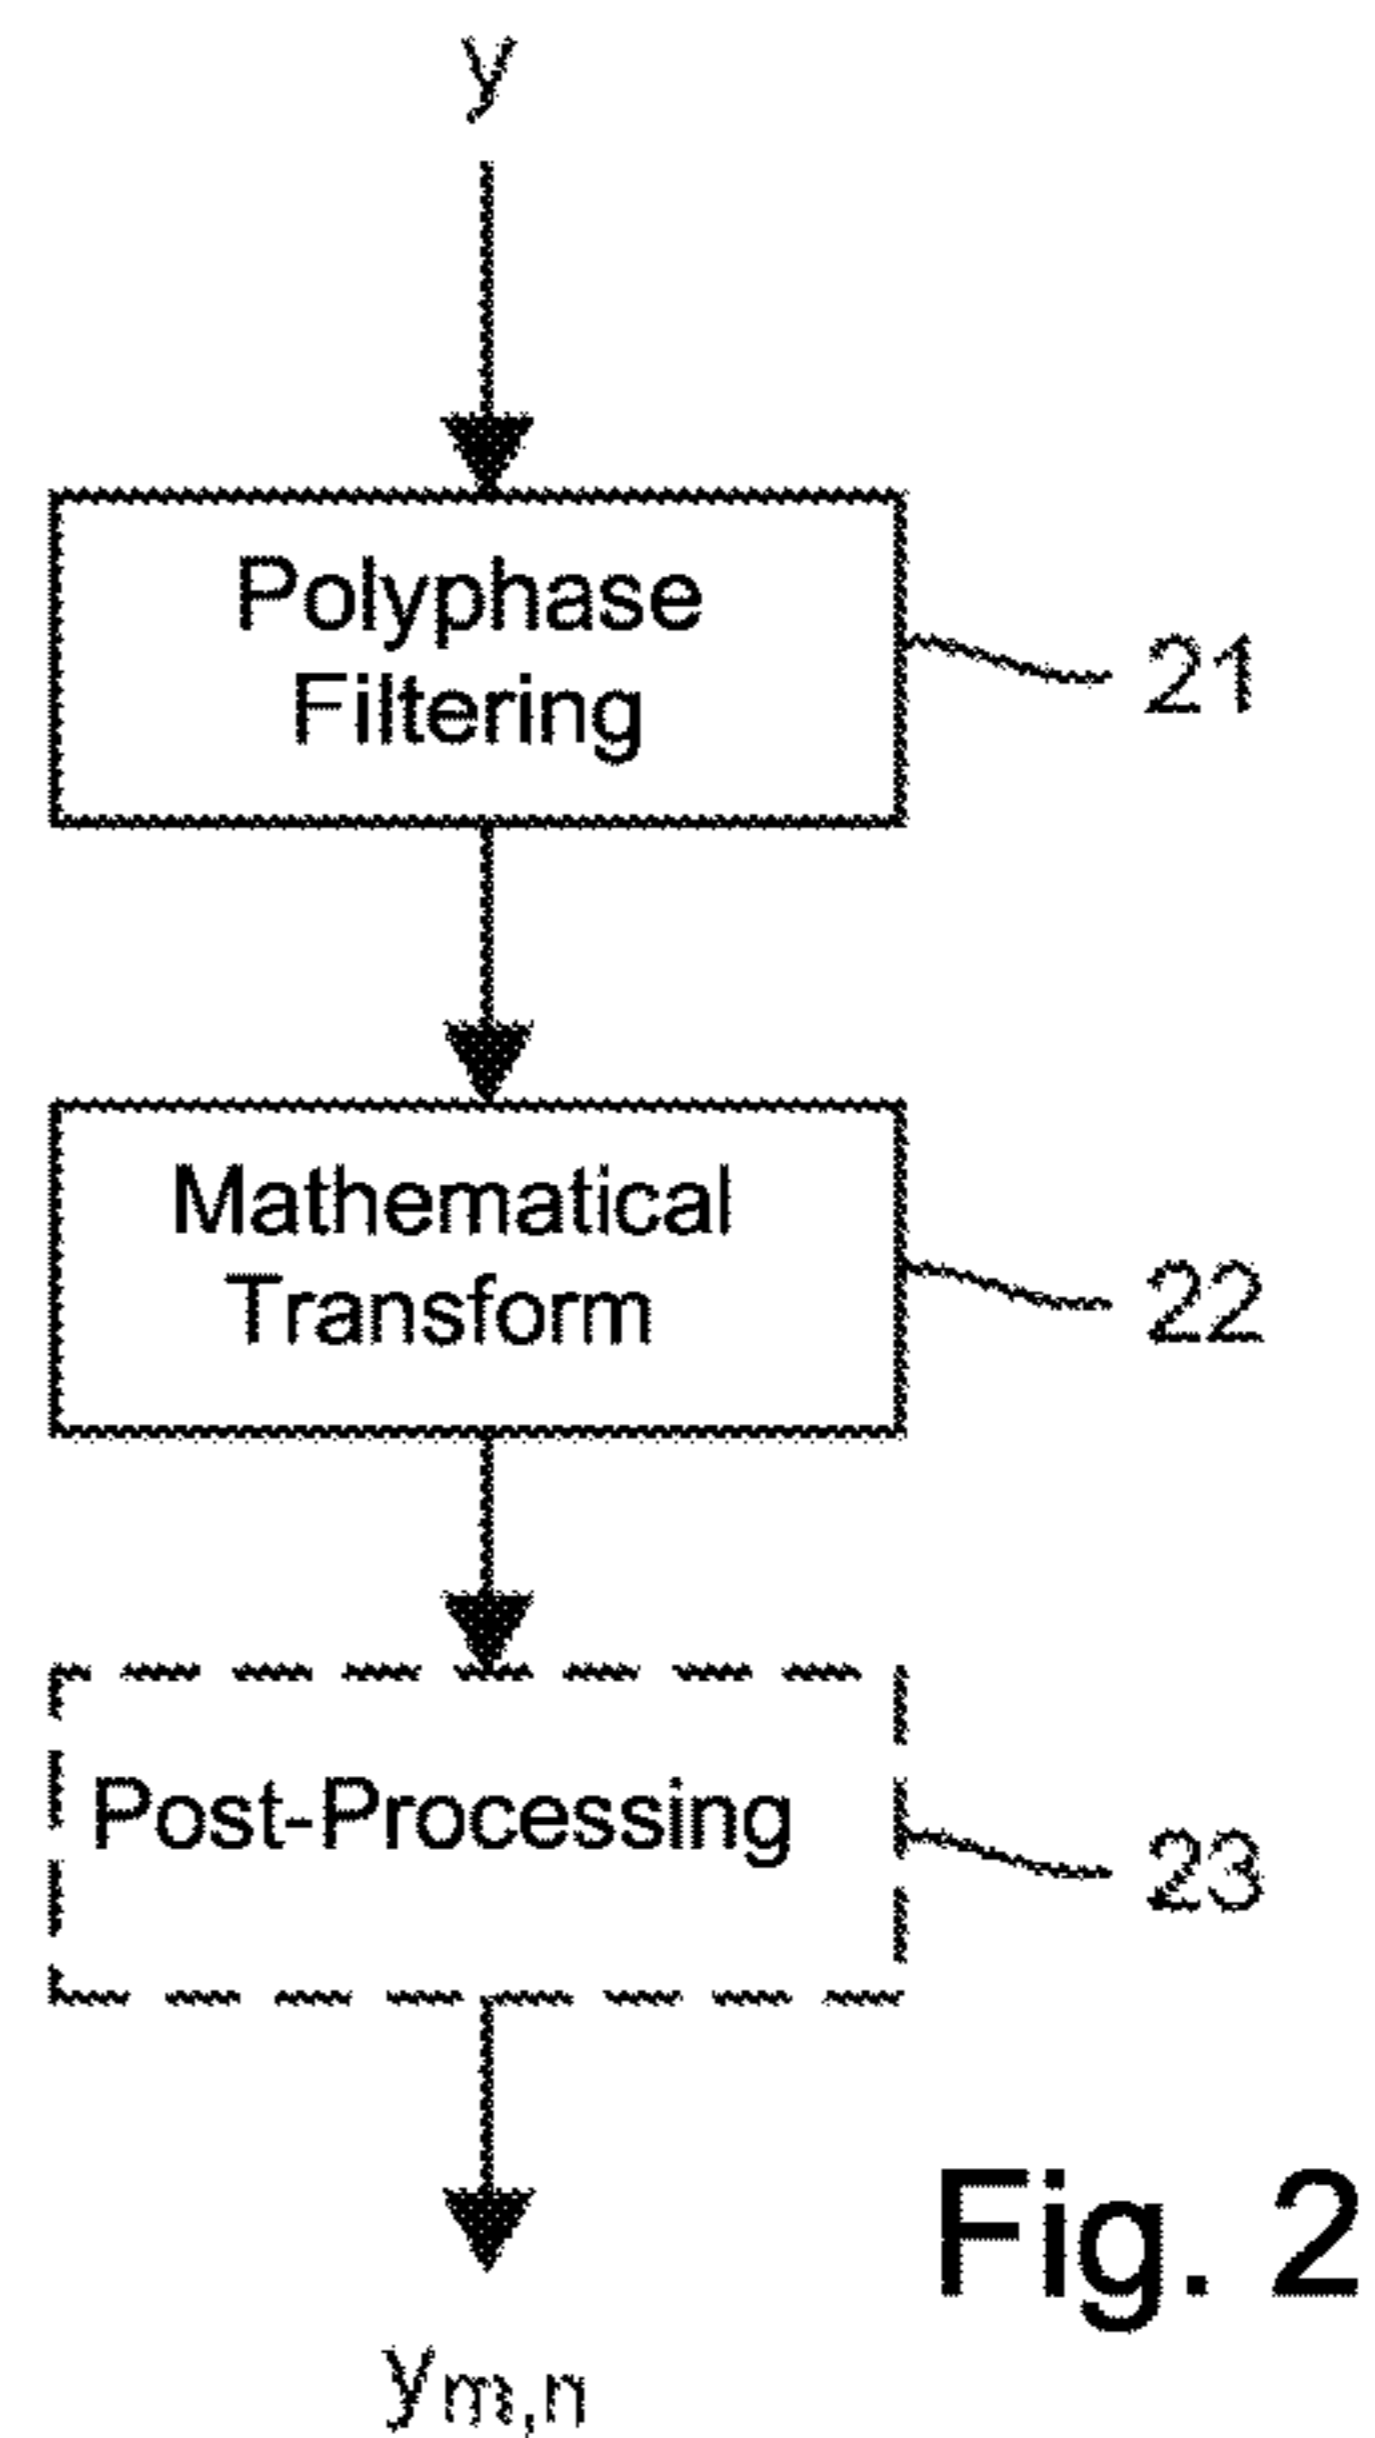 y
Polyphase
Filtering
21
Mathematical
Transform
22
Post-Processing
23
Fig. 2
ym,n